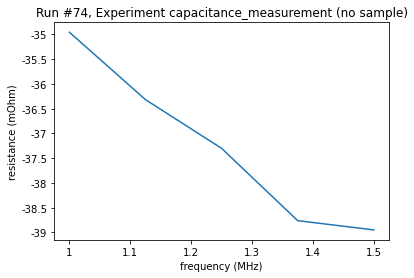 Run #74, Experiment capacitance_measurement (no sample)
-35
-35.5
-36
-36.5
-37
-37.5
-38
-38.5
-39
resistance (mOhm)
1 1.1 1.2 1.3 1.4 1.5
frequency (MHz)